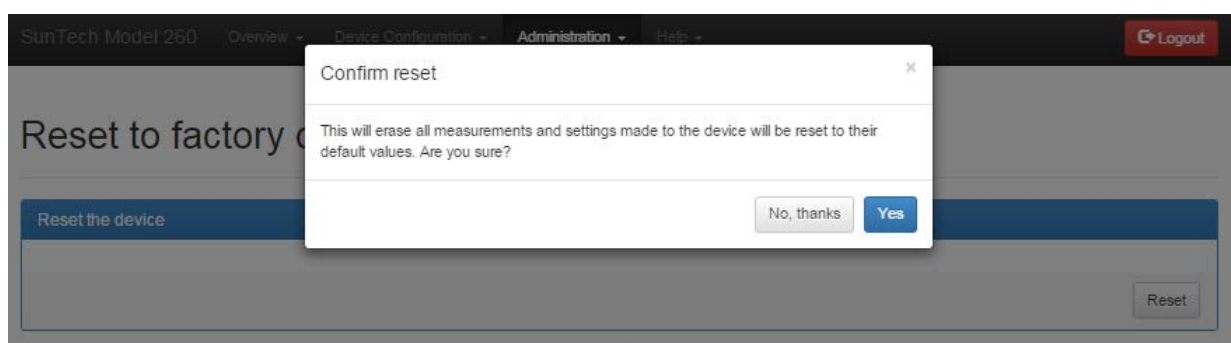 SunTech Model 260 Overview Device Configuration Administration Help Logout
Confirm reset ×
Reset to factory
This will erase all measurements and settings made to the device will be reset to their
default values. Are you sure?
No, thanks Yes
Reset the device
Reset